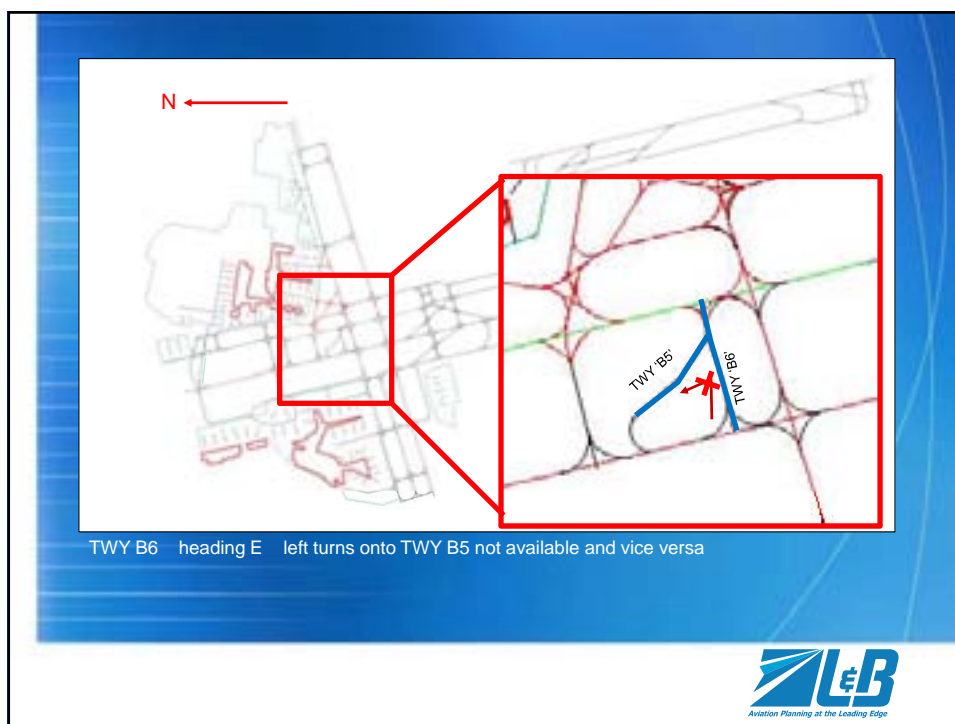 N
TWY 'B5'
TWY 'B6'
TWY B6 heading E left turns onto TWY B5 not available and vice versa
L&B
Aviation Planning at the Leading Edge